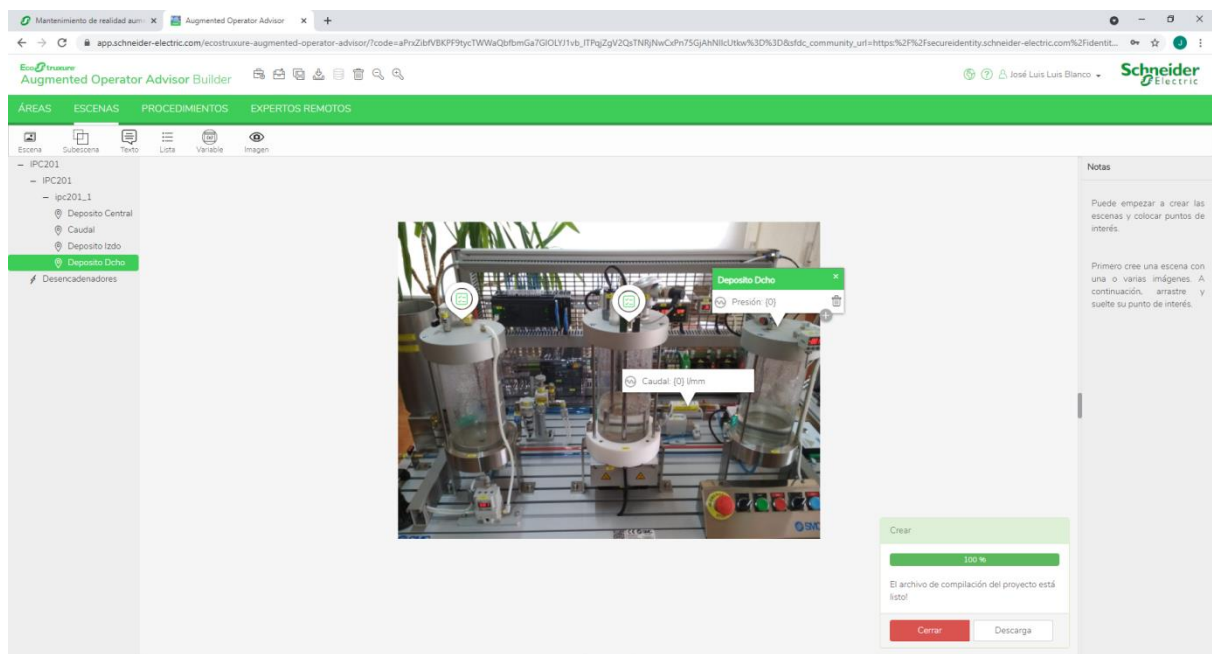 Mantenimiento de realidad aume
Augmented Operator Advisor
app.schneider-electric.com/ecostruxure-augmented-operator-advisor/?code=aPrxZibfVBKPF9tycTWWaQbfbmGa7GIOLYJ1vb_lTPqjZgV2QsTNRjNwCxPn75GjAhNIlcUtkw%3D%3D&sfdc_community_url=https:%2F%2Fsecureidentity.schneider-electric.com%2Fidentit...
J
EcoStruxure
Augmented Operator Advisor Builder
José Luis Luis Blanco
Schneider
Electric
ÁREAS ESCENAS PROCEDIMIENTOS EXPERTOS REMOTOS
Escena Subescena Texto Lista Variable Imagen
IPC201
IPC201
ipc201_1
Deposito Central
Caudal
Deposito Izdo
Deposito Dcho
Desencadenadores
Deposito Dcho
Presión: {0}
Caudal: {0} l/mm
SMC
Notas
Puede empezar a crear las
escenas y colocar puntos de
interés.
Primero cree una escena con
una o varias imágenes. A
continuación, arrastre y
suelte su punto de interés.
Crear
100 %
El archivo de compilación del proyecto está
listo!
Cerrar Descarga